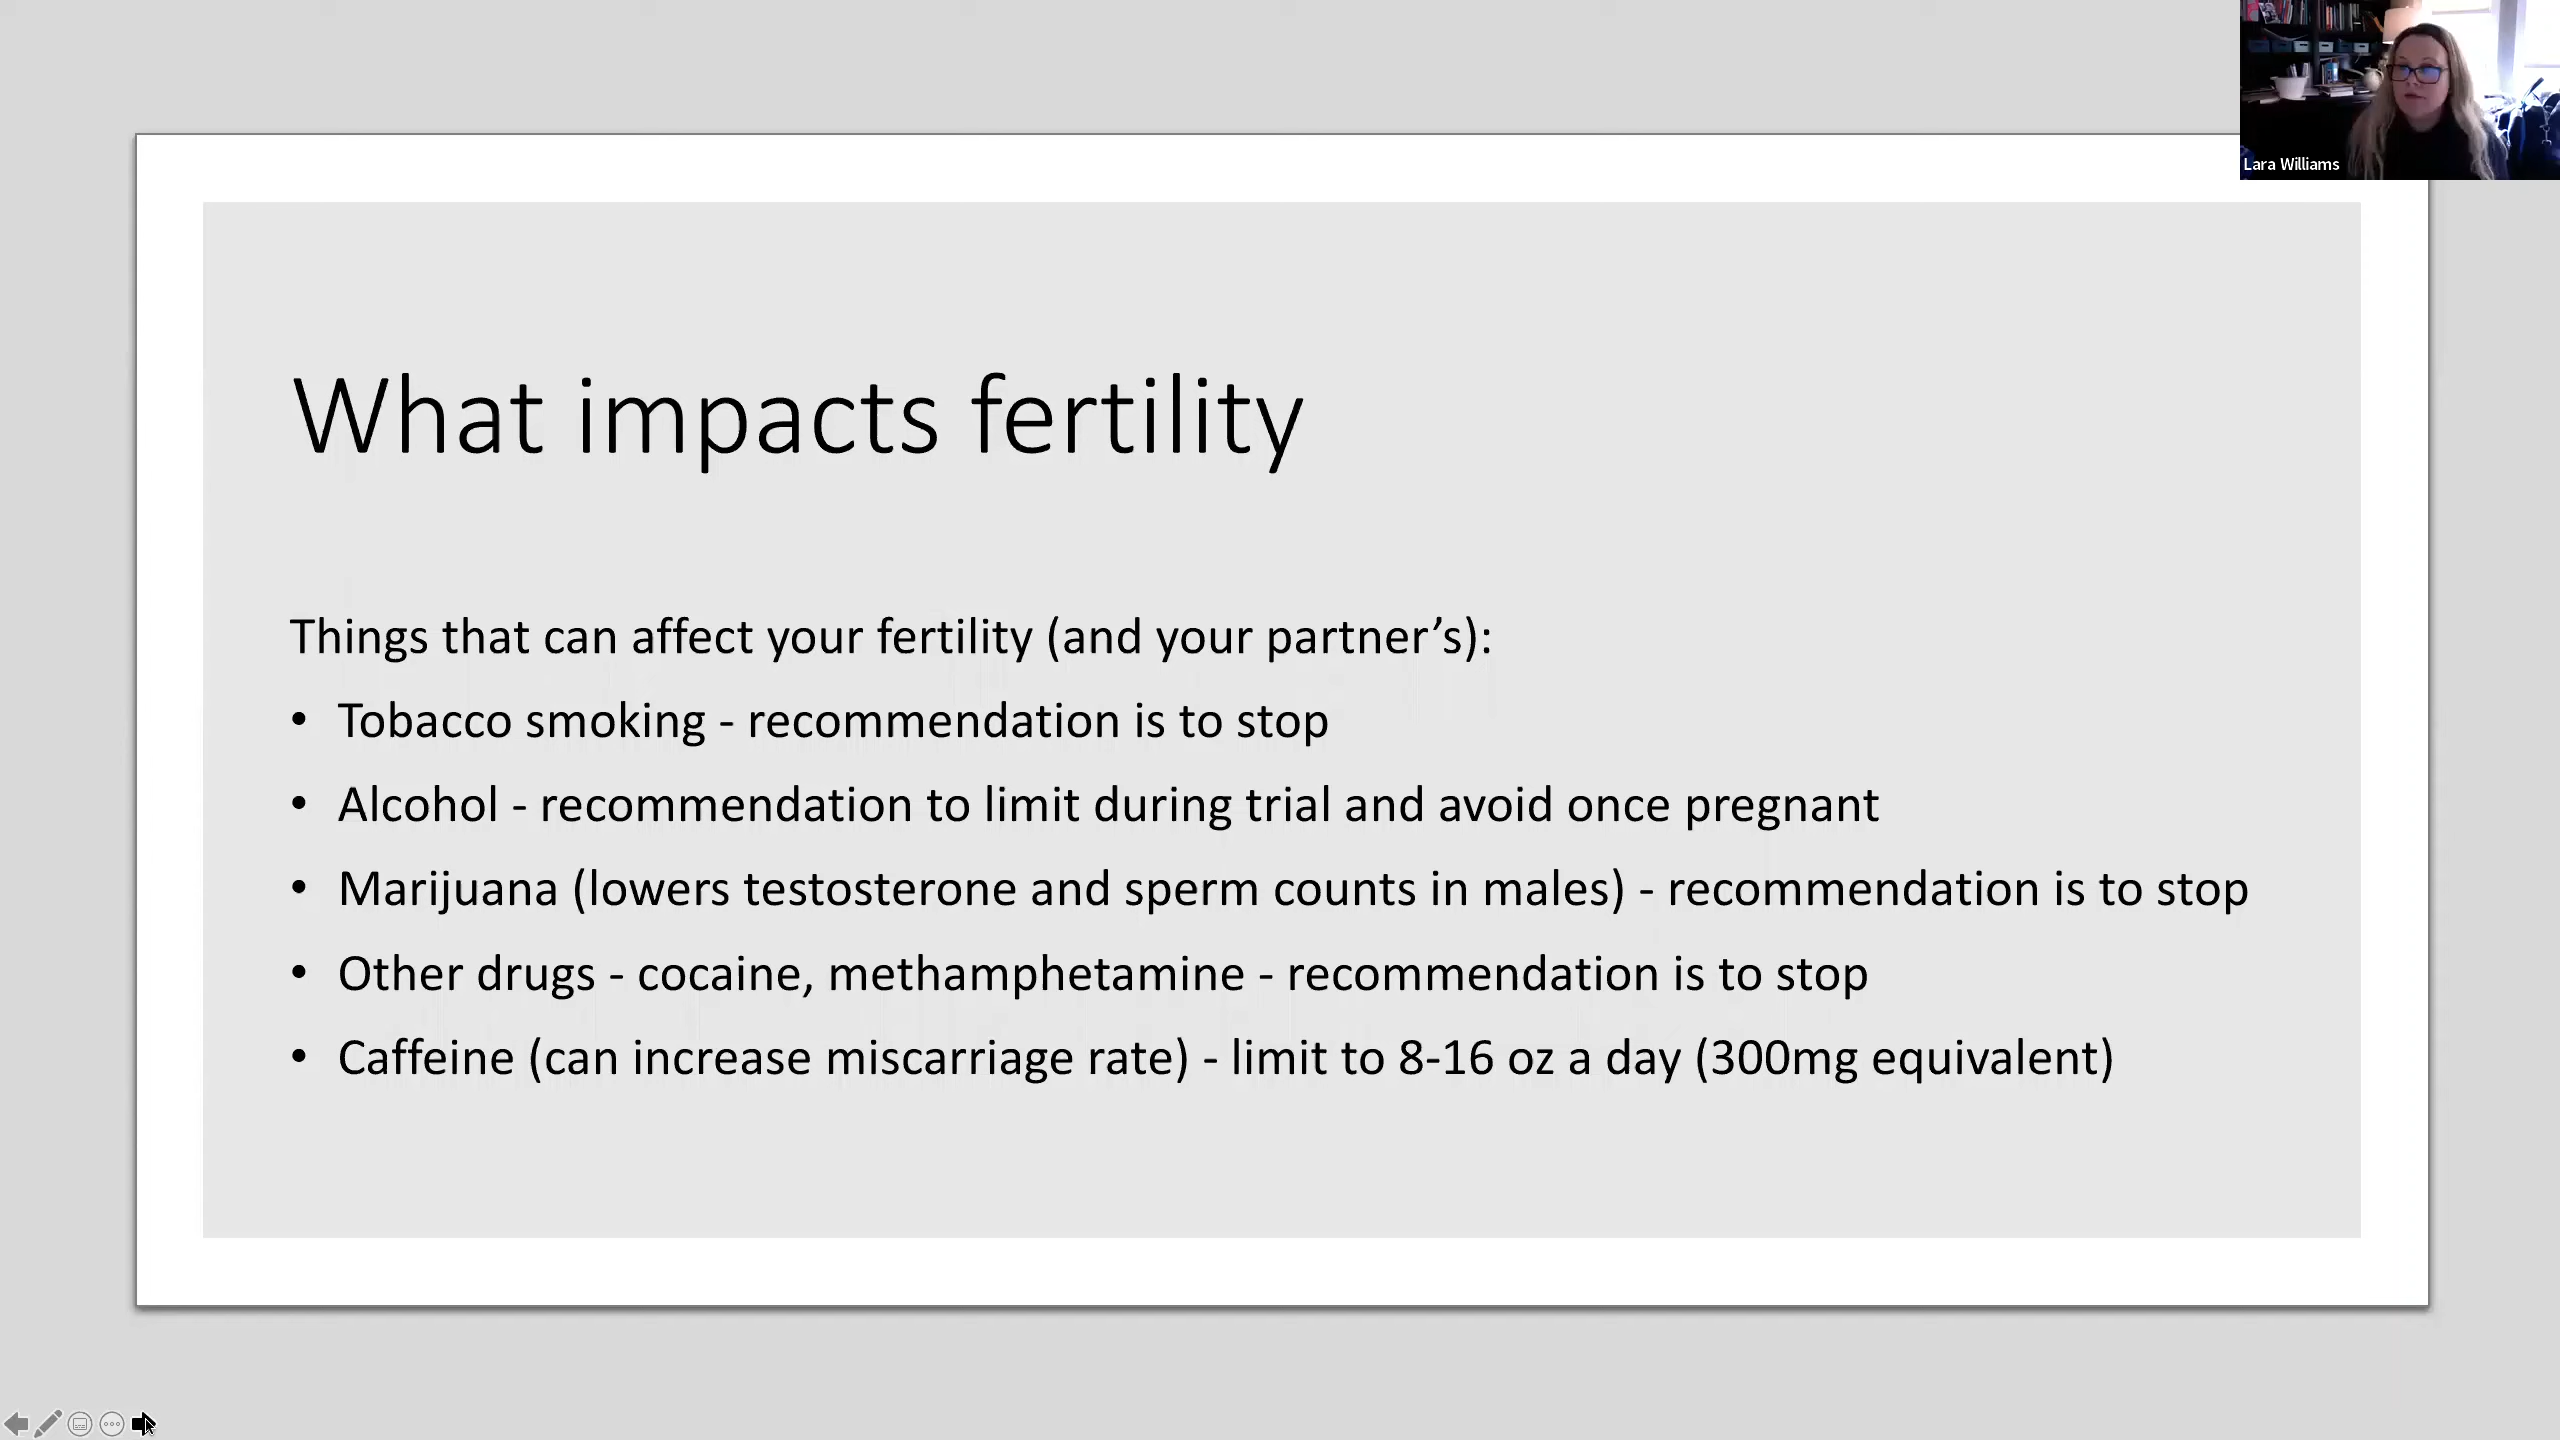 Lara Williams
What impacts fertility
Things that can affect your fertility (and your partner’s):
• Tobacco smoking - recommendation is to stop
• Alcohol - recommendation to limit during trial and avoid once pregnant
• Marijuana (lowers testosterone and sperm counts in males) - recommendation is to stop
• Other drugs - cocaine, methamphetamine - recommendation is to stop
• Caffeine (can increase miscarriage rate) - limit to 8-16 oz a day (300mg equivalent)